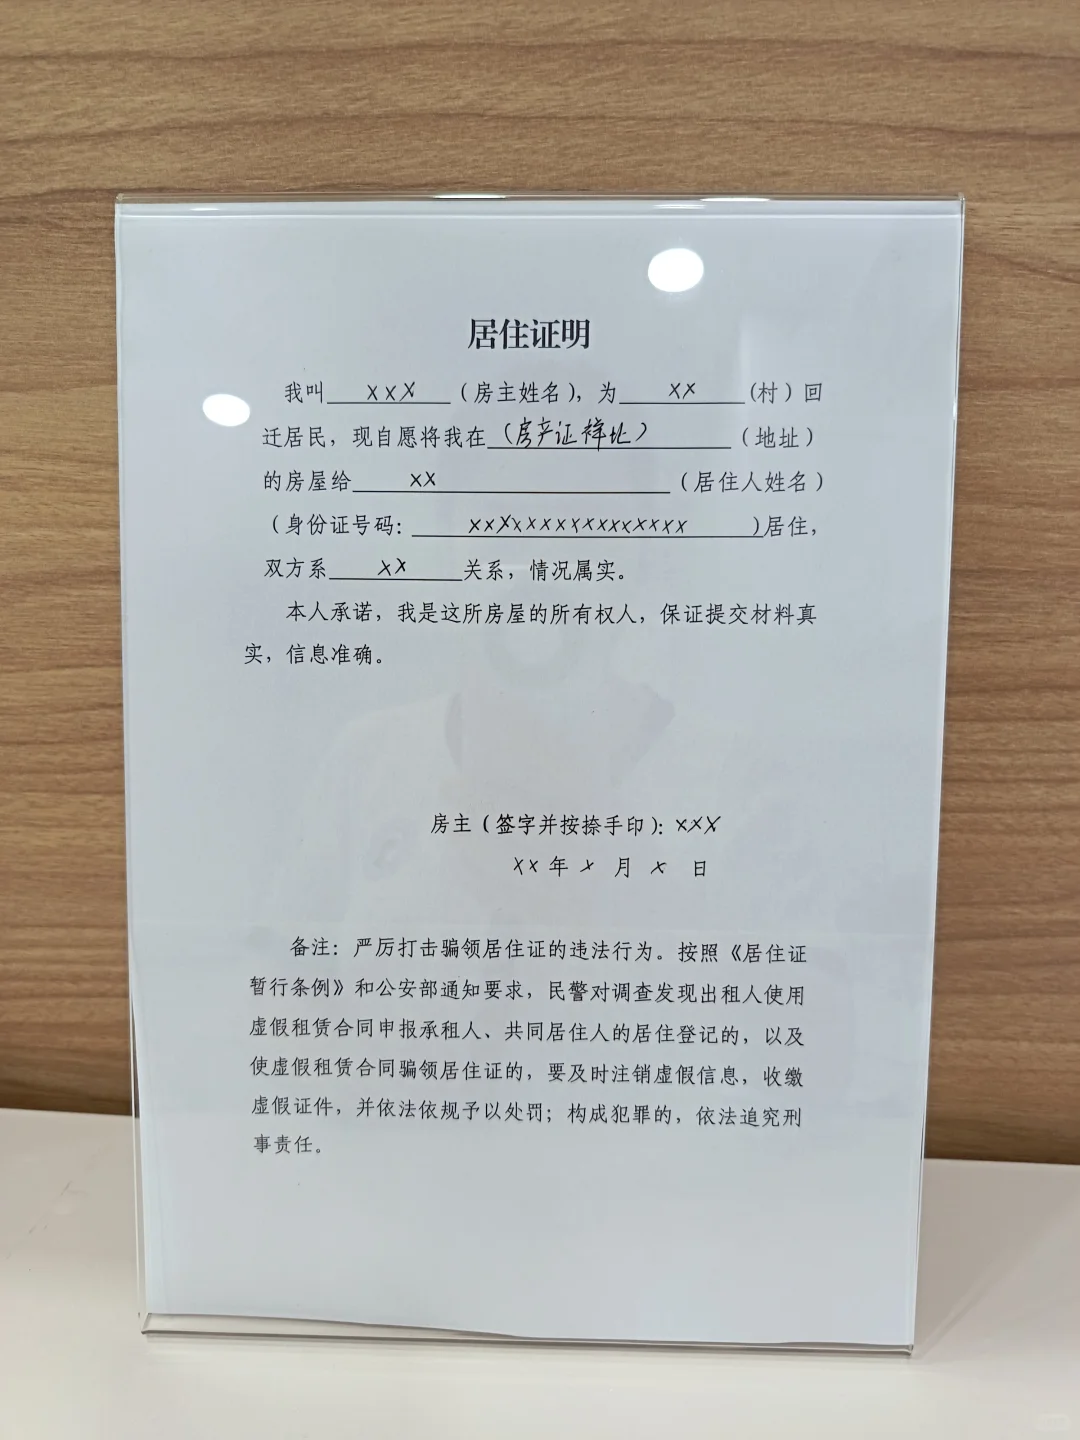 居住证明
我叫 xxx （房主姓名），为 xx (村）回
迁居民，现自愿将我在（房产证祥址）（地址）
的房屋给 xx （居住人姓名）
（身份证号码： xxxxxxxxxxxxxxxxxx ）居住，
双方系 xx 关系，情况属实。
本人承诺，我是这所房屋的所有权人，保证提交材料真
实，信息准确。
房主（签字并按捺手印）：xxx
xx 年 x 月 x 日
备注：严厉打击骗领居住证的违法行为。按照《居住证
暂行条例》和公安部通知要求，民警对调查发现出租人使用
虚假租赁合同申报承租人、共同居住人的居住登记的，以及
使虚假租赁合同骗领居住证的，要及时注销虚假信息，收缴
虚假证件，并依法依规予以处罚；构成犯罪的，依法追究刑
事责任。